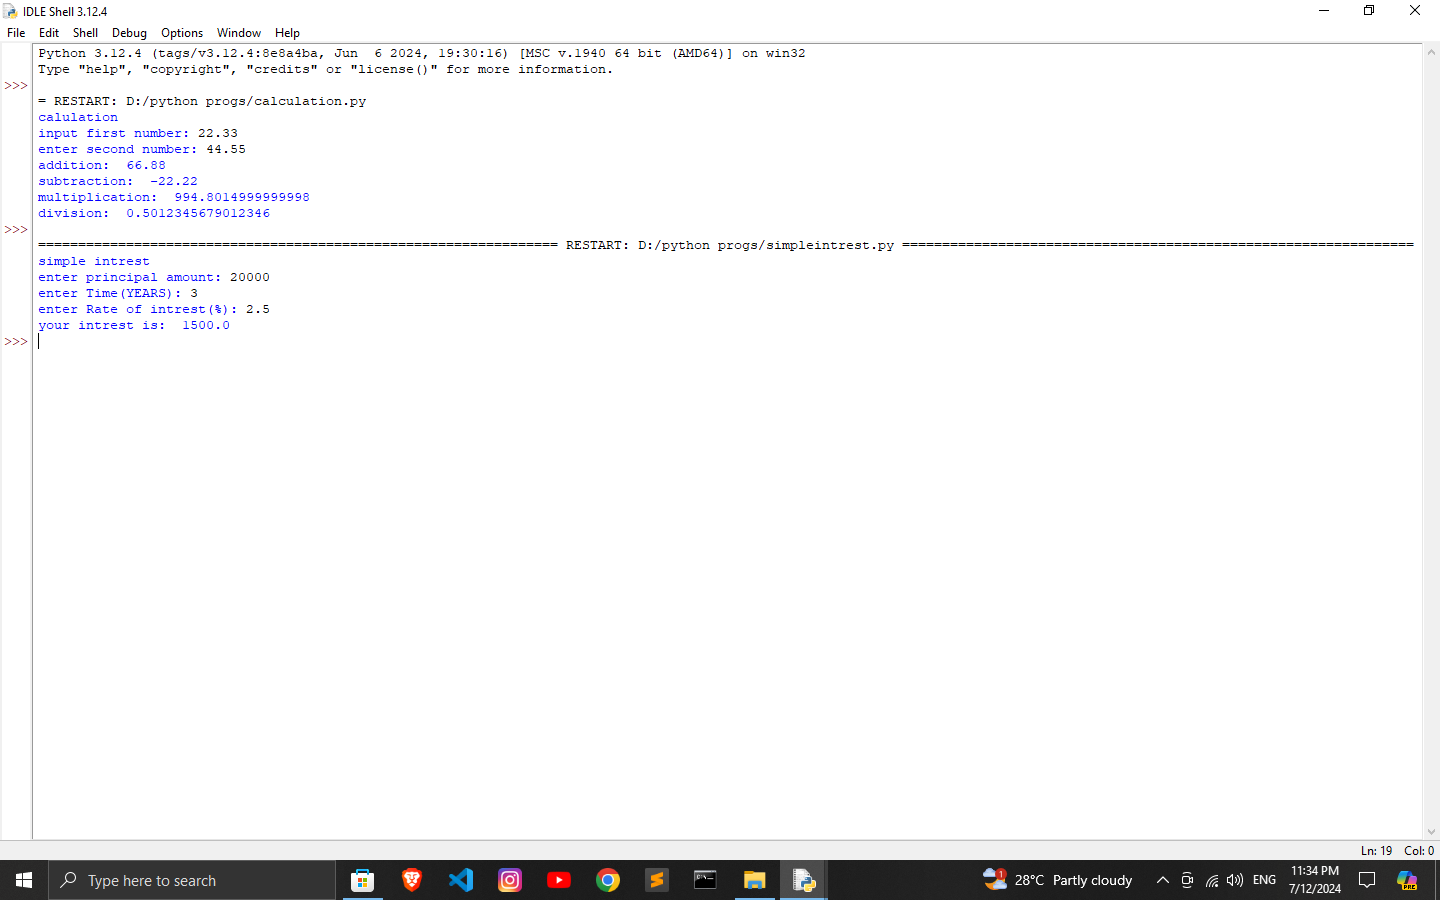 IDLE Shell 3.12.4
File Edit Shell Debug Options Window Help
Python 3.12.4 (tags/v3.12.4:8e8a4ba, Jun  6 2024, 19:30:16) [MSC v.1940 64 bit (AMD64)] on win32
Type "help", "copyright", "credits" or "license()" for more information.
>>>
= RESTART: D:/python progs/calculation.py
calulation
input first number: 22.33
enter second number: 44.55
addition:  66.88
subtraction:  -22.22
multiplication:  994.8014999999998
division:  0.5012345679012346
>>>
================================================================= RESTART: D:/python progs/simpleintrest.py ================================================================
simple intrest
enter principal amount: 20000
enter Time(YEARS): 3
enter Rate of intrest(%): 2.5
your intrest is:  1500.0
>>>
Ln: 19 Col: 0
Type here to search
1
28°C Partly cloudy
ENG
11:34 PM
7/12/2024
PRE